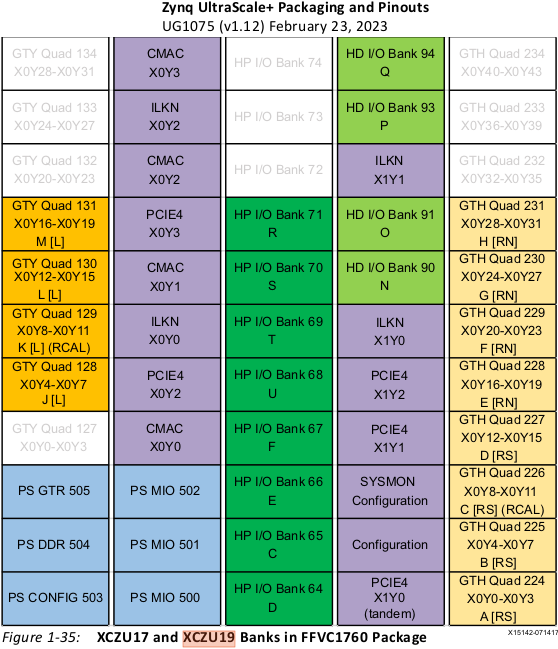 Zynq UltraScale+ Packaging and Pinouts
UG1075 (v1.12) February 23, 2023
GTY Quad 134
X0Y28-X0Y31
CMAC
X0Y3
HP I/O Bank 74
HD I/O Bank 94
Q
GTH Quad 234
X0Y40-X0Y43
GTY Quad 133
X0Y24-X0Y27
ILKN
X0Y2
HP I/O Bank 73
HD I/O Bank 93
P
GTH Quad 233
X0Y36-X0Y39
GTY Quad 132
X0Y20-X0Y23
CMAC
X0Y2
HP I/O Bank 72
ILKN
X1Y1
GTH Quad 232
X0Y32-X0Y35
GTY Quad 131
X0Y16-X0Y19
M [L]
PCIE4
X0Y3
HP I/O Bank 71
R
HD I/O Bank 91
O
GTH Quad 231
X0Y28-X0Y31
H [RN]
GTY Quad 130
X0Y12-X0Y15
L [L]
CMAC
X0Y1
HP I/O Bank 70
S
HD I/O Bank 90
N
GTH Quad 230
X0Y24-X0Y27
G [RN]
GTY Quad 129
X0Y8-X0Y11
K [L] (RCAL)
ILKN
X0Y0
HP I/O Bank 69
T
ILKN
X1Y0
GTH Quad 229
X0Y20-X0Y23
F [RN]
GTY Quad 128
X0Y4-X0Y7
J [L]
PCIE4
X0Y2
HP I/O Bank 68
U
PCIE4
X1Y2
GTH Quad 228
X0Y16-X0Y19
E [RN]
GTY Quad 127
X0Y0-X0Y3
CMAC
X0Y0
HP I/O Bank 67
F
PCIE4
X1Y1
GTH Quad 227
X0Y12-X0Y15
D [RS]
PS GTR 505
PS MIO 502
HP I/O Bank 66
E
SYSMON
Configuration
GTH Quad 226
X0Y8-X0Y11
C [RS] (RCAL)
PS DDR 504
PS MIO 501
HP I/O Bank 65
C
Configuration
GTH Quad 225
X0Y4-X0Y7
B [RS]
PS CONFIG 503
PS MIO 500
HP I/O Bank 64
D
PCIE4
X1Y0
(tandem)
GTH Quad 224
X0Y0-X0Y3
A [RS]
X15142-071417
Figure 1-35: XCZU17 and XCZU19 Banks in FFVC1760 Package